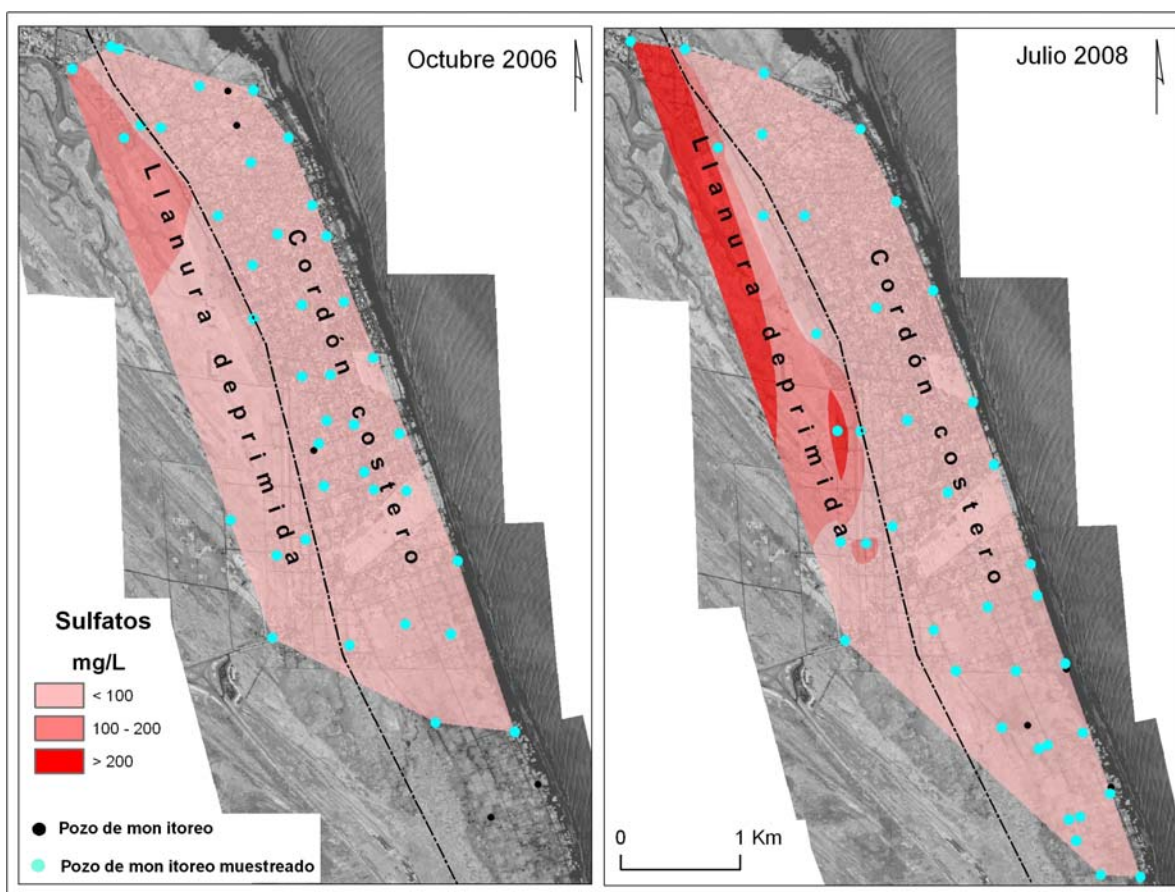 Octubre 2006
Llanura deprimida
Cordón costero
Sulfatos
mg/L
< 100
100 - 200
> 200
Pozo de mon itoreo
Pozo de mon itoreo muestreado
Julio 2008
Llanura deprimida
Cordón costero
0 1 Km